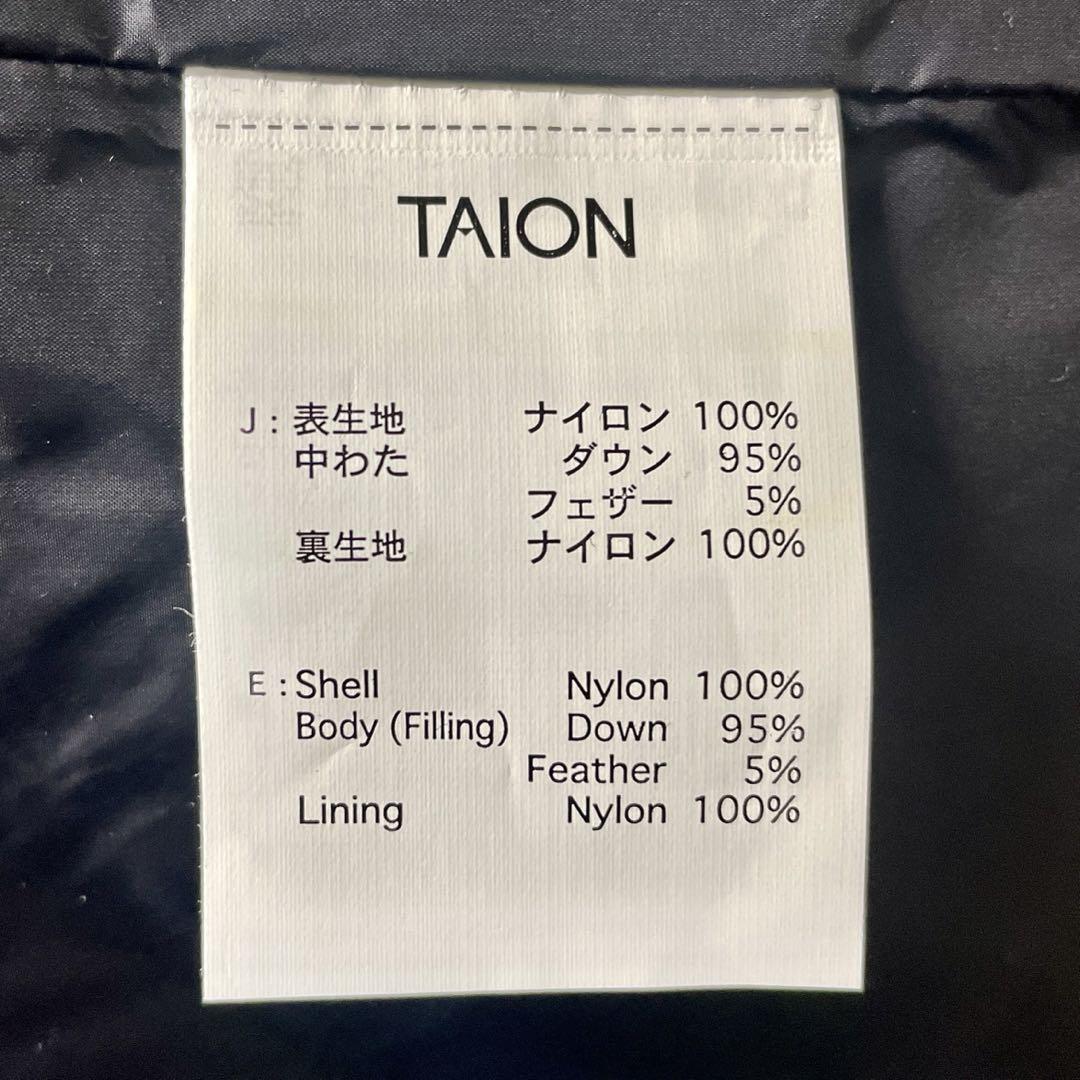 TAION
J : 表生地 ナイロン 100%
中わた ダウン 95%
フェザー 5%
裏生地 ナイロン 100%
E : Shell Nylon 100%
Body (Filling) Down 95%
Feather 5%
Lining Nylon 100%